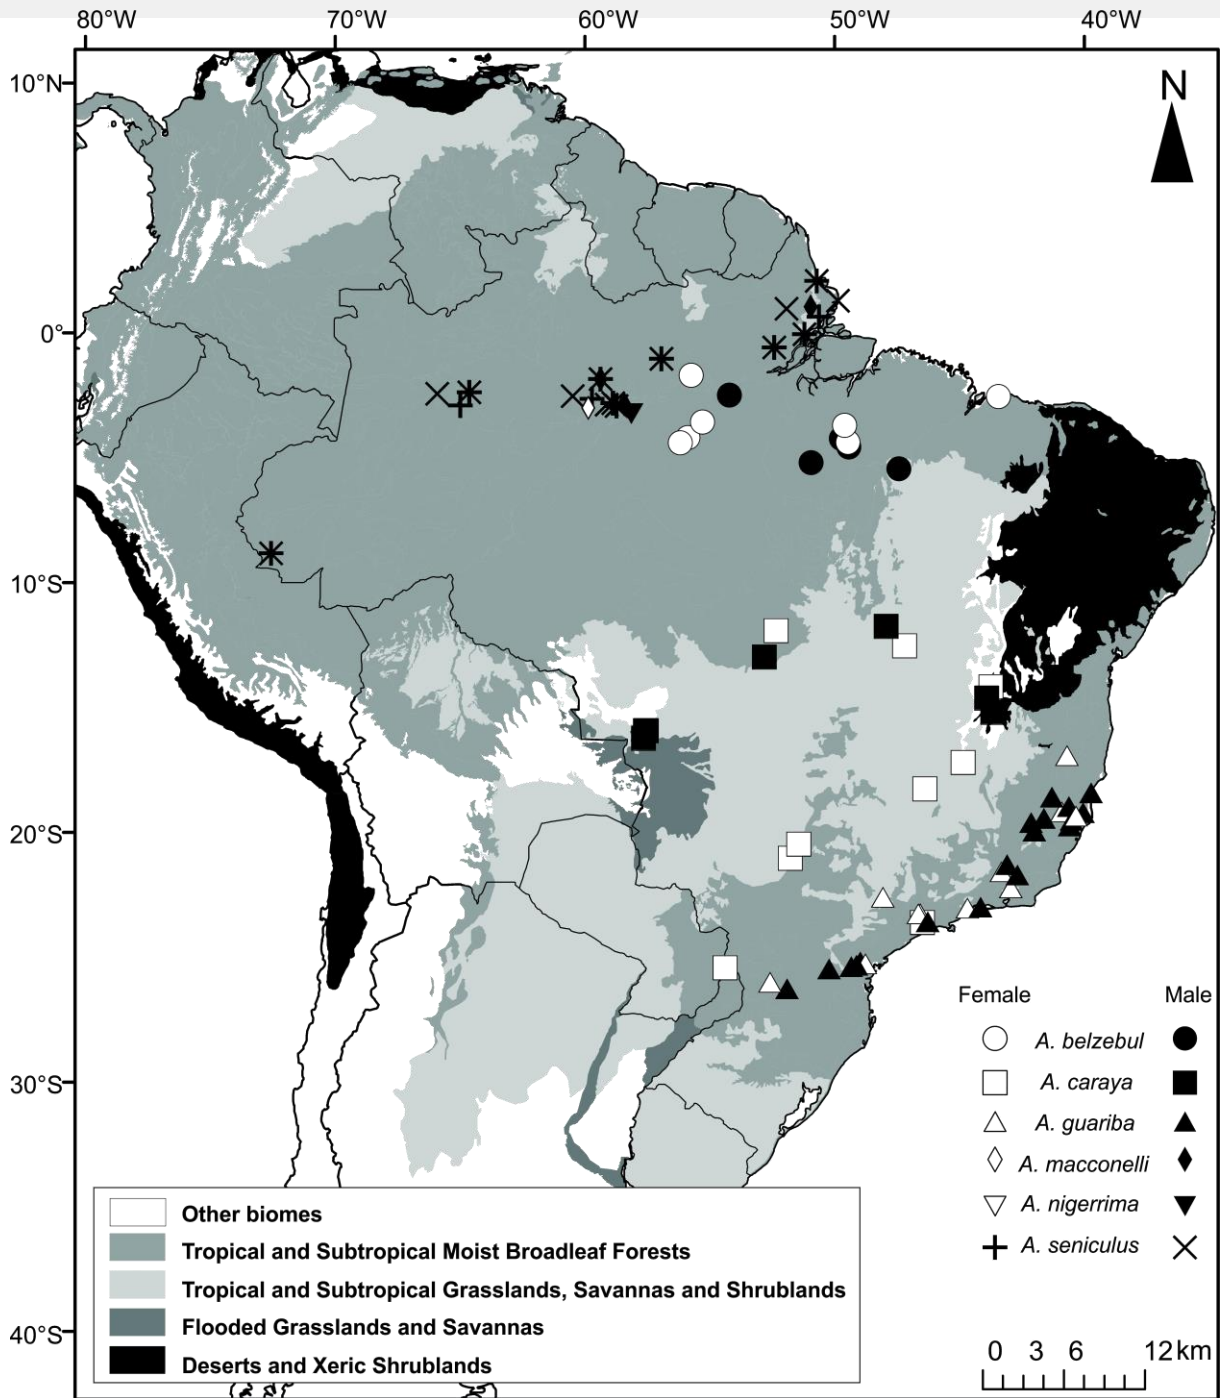 80°W 70°W 60°W 50°W 40°W
10°N
N
0°
10°S
20°S
30°S
40°S
Female Male
A. belzebul
A. caraya
A. guariba
A. macconelli
A. nigerrima
A. seniculus
Other biomes
Tropical and Subtropical Moist Broadleaf Forests
Tropical and Subtropical Grasslands, Savannas and Shrublands
Flooded Grasslands and Savannas
Deserts and Xeric Shrublands
0 3 6 12 km